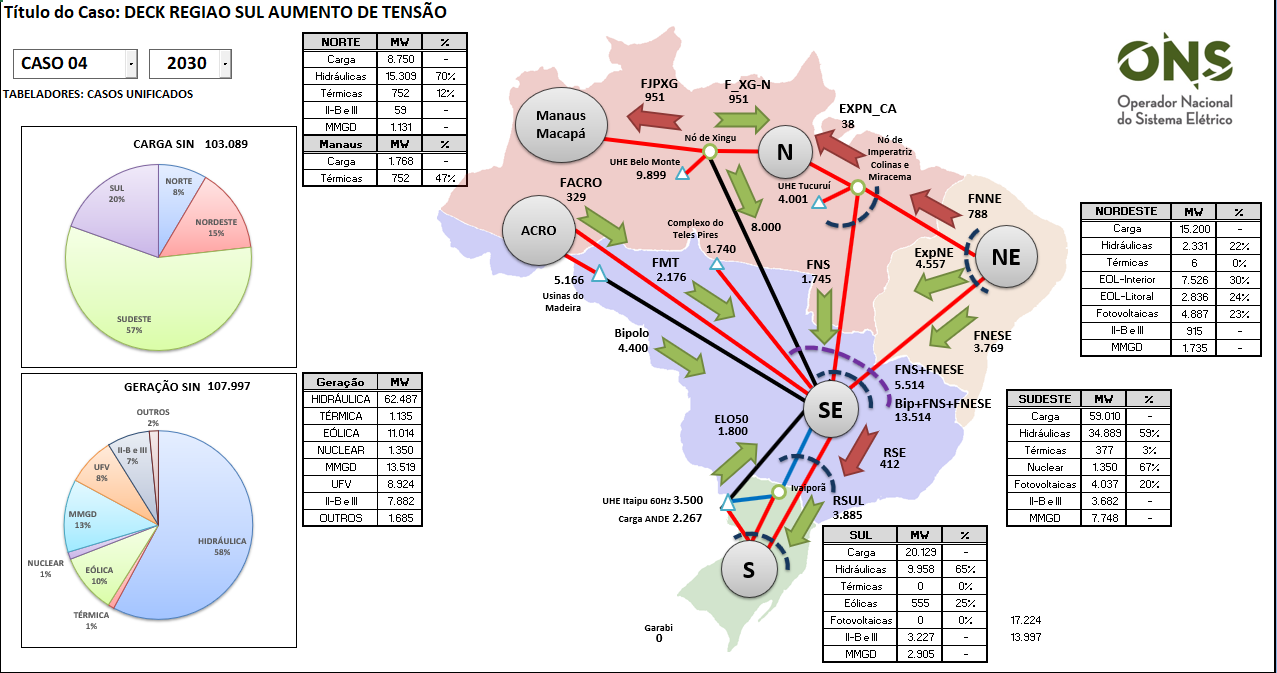 Título do Caso: DECK REGIAO SUL AUMENTO DE TENSÃO
CASO 04 2030
TABELADORES: CASOS UNIFICADOS
CARGA SIN 103.089
NORTE
8%
NORDESTE
15%
SUDESTE
57%
SUL
20%
GERAÇÃO SIN 107.997
OUTROS
2%
II-B e III
7%
UFV
8%
MMGD
13%
NUCLEAR
1%
EÓLICA
10%
TÉRMICA
1%
HIDRÁULICA
58%
NORTE MW %
Carga 8.750 -
Hidráulicas 15.309 70%
Térmicas 752 12%
II-B e III 59 -
MMGD 1.131 -
Manaus MW %
Carga 1.768 -
Térmicas 752 47%
Geração MW
HIDRÁULICA 62.487
TÉRMICA 1.135
EÓLICA 11.014
NUCLEAR 1.350
MMGD 13.519
UFV 8.924
II-B e III 7.882
OUTROS 1.685
ONS
Operador Nacional
do Sistema Elétrico
FJPXG
951
F_XG-N
951
EXPN_CA
38
Manaus
Macapá
Nó de Xingu
N
Nó de
Imperatriz
Colinas e
Miracema
UHE Belo Monte
9.899
UHE Tucuruí
4.001
FACRO
329
ACRO
8.000
Complexo do
Teles Pires
1.740
FNNE
788
NE
ExpNE
4.557
FNS
1.745
FMT
2.176
5.166
Usinas do
Madeira
Bipolo
4.400
FNESE
3.769
FNS+FNESE
5.514
Bip+FNS+FNESE
13.514
SE
ELO50
1.800
RSE
412
Ivaiporã
UHE Itaipu 60Hz 3.500
Carga ANDE 2.267
RSUL
3.885
S
Garabi
0
NORDESTE MW %
Carga 15.200 -
Hidráulicas 2.331 22%
Térmicas 6 0%
EOL-Interior 7.526 30%
EOL-Litoral 2.836 24%
Fotovoltaicas 4.887 23%
II-B e III 915 -
MMGD 1.735 -
SUDESTE MW %
Carga 59.010 -
Hidráulicas 34.889 59%
Térmicas 377 3%
Nuclear 1.350 67%
Fotovoltaicas 4.037 20%
II-B e III 3.682 -
MMGD 7.748 -
SUL MW %
Carga 20.129 -
Hidráulicas 9.958 65%
Térmicas 0 0%
Eólicas 555 25%
Fotovoltaicas 0 0%
II-B e III 3.227 -
MMGD 2.905 -
17.224
13.997